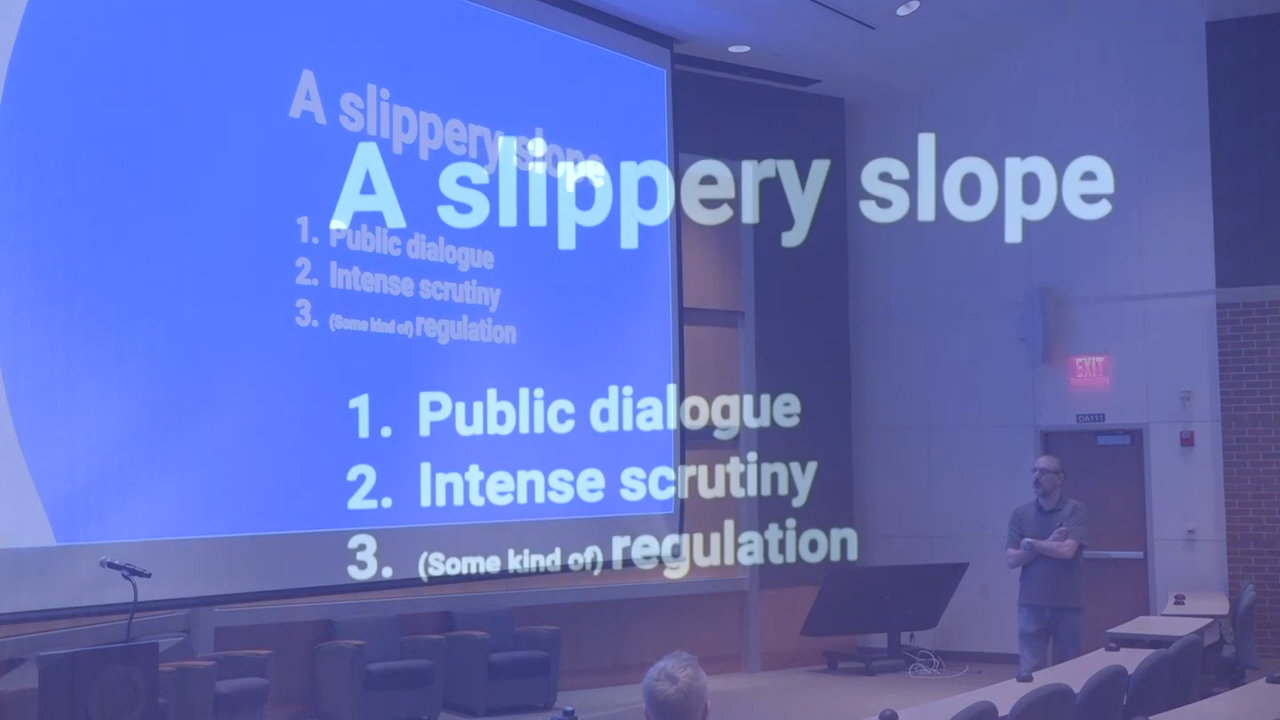 A slippery slope
1. Public dialogue
2. Intense scrutiny
3. (Some kind of) regulation
A slippery slope
1. Public dialogue
2. Intense scrutiny
3. (Some kind of) regulation
EXIT
DA111